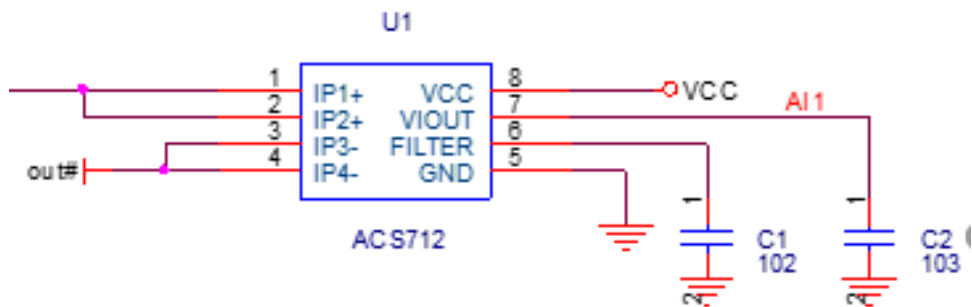 U1
1 IP1+ VCC 8 VCC
2 IP2+ VIOUT 7 AI1
3 IP3- FILTER 6
out# 4 IP4- GND 5
ACS712
1 C1 102 2
1 C2 103 2